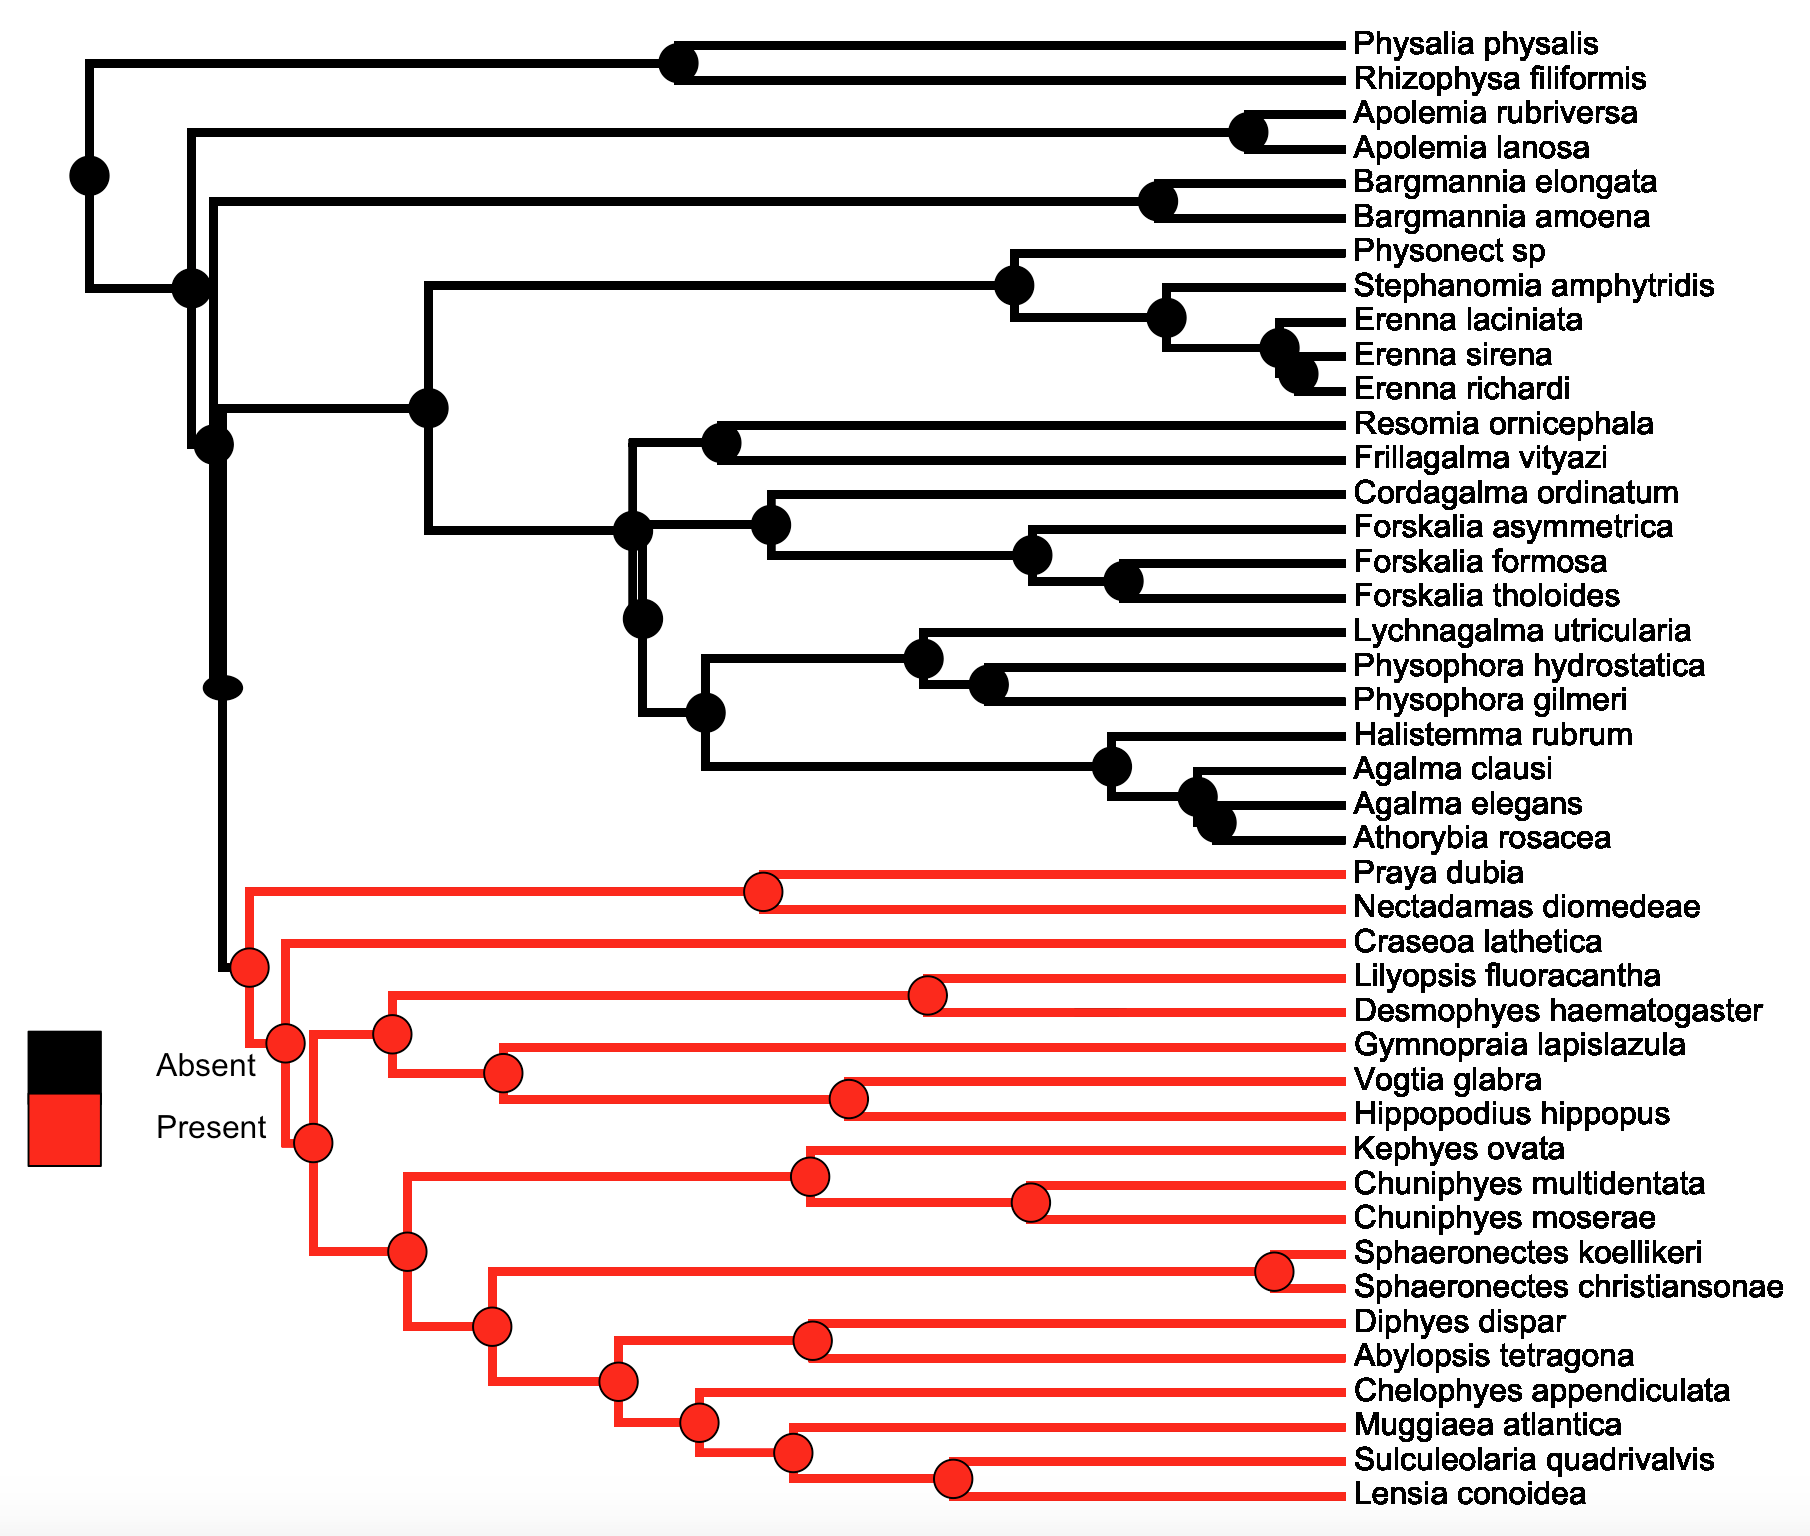 Physalia physalis
Rhizophysa filiformis
Apolemia rubriversa
Apolemia lanosa
Bargmannia elongata
Bargmannia amoena
Physonect sp
Stephanomia amphytridis
Erenna laciniata
Erenna sirena
Erenna richardi
Resomia ornicephala
Frillagalma vityazi
Cordagalma ordinatum
Forskalia asymmetrica
Forskalia formosa
Forskalia tholoides
Lychnagalma utricularia
Physophora hydrostatica
Physophora gilmeri
Halistemma rubrum
Agalma clausi
Agalma elegans
Athorybia rosacea
Praya dubia
Nectadamas diomedeae
Craseoa lathetica
Lilyopsis fluoracantha
Desmophyes haematogaster
Gymnopraia lapislazula
Vogtia glabra
Hippopodius hippopus
Kephyes ovata
Chuniphyes multidentata
Chuniphyes moserae
Sphaeronectes koellikeri
Sphaeronectes christiansonae
Diphyes dispar
Abylopsis tetragona
Chelophyes appendiculata
Muggiaea atlantica
Sulculeolaria quadrivalvis
Lensia conoidea
Absent
Present